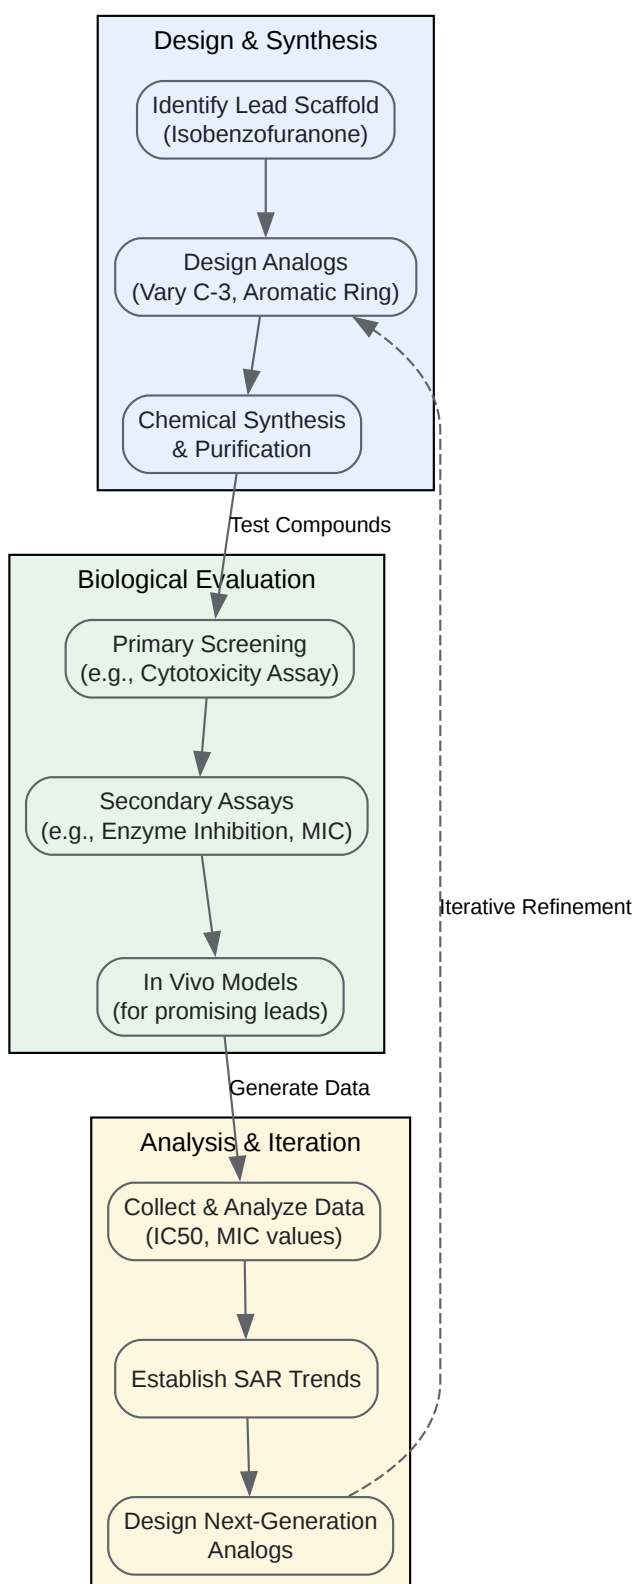 Design & Synthesis
Identify Lead Scaffold
(Isobenzofuranone)
Design Analogs
(Vary C-3, Aromatic Ring)
Chemical Synthesis
& Purification
Test Compounds
Biological Evaluation
Primary Screening
(e.g., Cytotoxicity Assay)
Secondary Assays
(e.g., Enzyme Inhibition, MIC)
Iterative Refinement
In Vivo Models
(for promising leads)
Generate Data
Analysis & Iteration
Collect & Analyze Data
(IC50, MIC values)
Establish SAR Trends
Design Next-Generation
Analogs